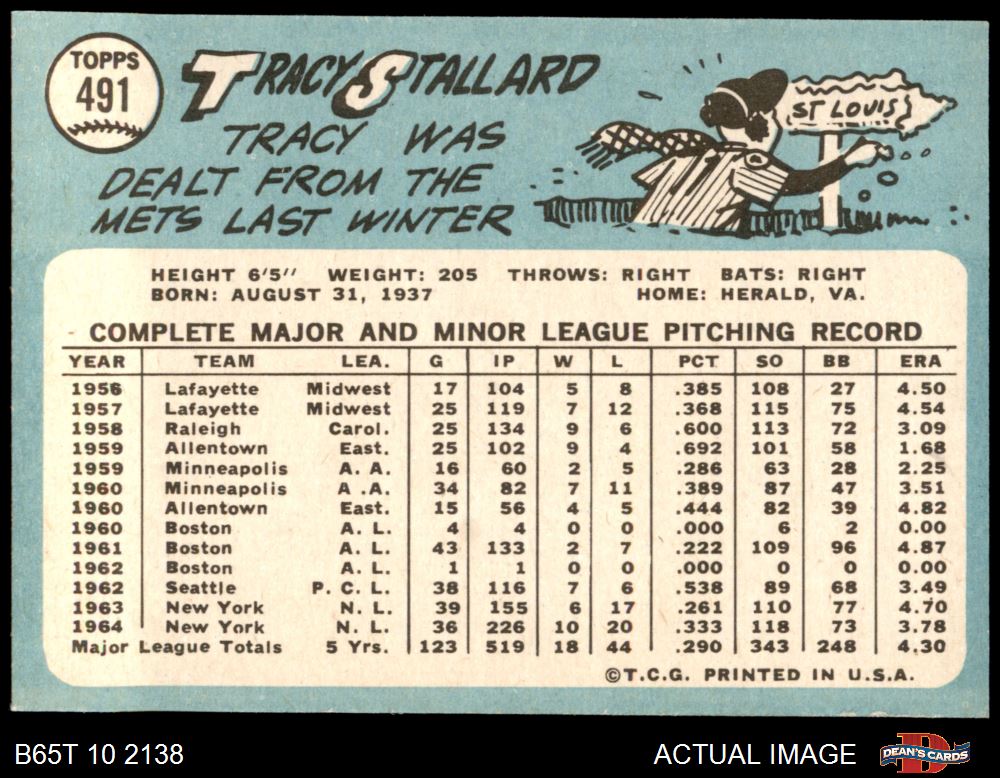 TOPPS
491
TRACY STALLARD
TRACY WAS
DEALT FROM THE
METS LAST WINTER
ST LOUIS
HEIGHT 6'5" WEIGHT: 205 THROWS: RIGHT BATS: RIGHT
BORN: AUGUST 31, 1937 HOME: HERALD, VA.
COMPLETE MAJOR AND MINOR LEAGUE PITCHING RECORD
YEAR TEAM LEA. G IP W L PCT SO BB ERA
1956 Lafayette Midwest 17 104 5 8 .385 108 27 4.50
1957 Lafayette Midwest 25 119 7 12 .368 115 75 4.54
1958 Raleigh Carol. 25 134 9 6 .600 113 72 3.09
1959 Allentown East. 25 102 9 4 .692 101 58 1.68
1959 Minneapolis A. A. 16 60 2 5 .286 63 28 2.25
1960 Minneapolis A .A. 34 82 7 11 .389 87 47 3.51
1960 Allentown East. 15 56 4 5 .444 82 39 4.82
1960 Boston A. L. 4 4 0 0 .000 6 2 0.00
1961 Boston A. L. 43 133 2 7 .222 109 96 4.87
1962 Boston A. L. 1 1 0 0 .000 0 0 0.00
1962 Seattle P. C. L. 38 116 7 6 .538 89 68 3.49
1963 New York N. L. 39 155 6 17 .261 110 77 4.70
1964 New York N. L. 36 226 10 20 .333 118 73 3.78
Major League Totals 5 Yrs. 123 519 18 44 .290 343 248 4.30
©T.C.G. PRINTED IN U.S.A.
B65T 10 2138 ACTUAL IMAGE DEAN'S CARDS